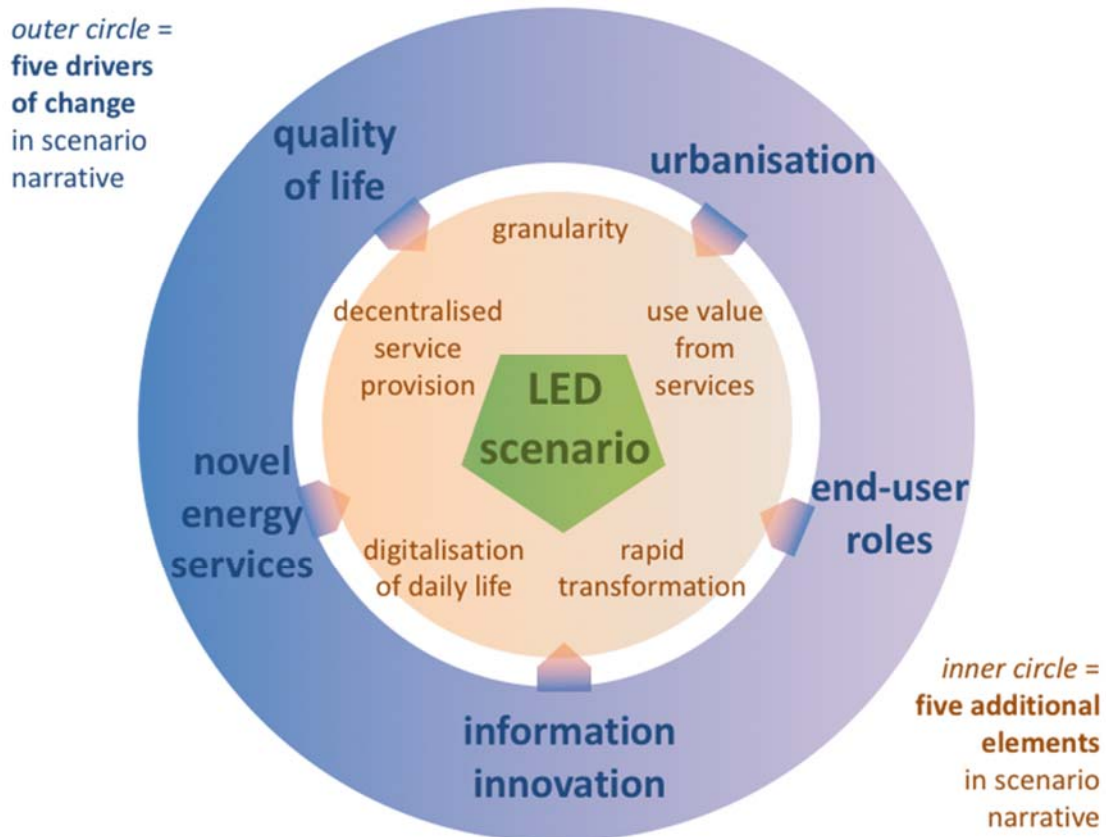 outer circle =
five drivers
of change
in scenario
narrative
quality
of life
urbanisation
granularity
decentralised
service
provision
use value
from
services
LED
scenario
novel
energy
services
end-user
roles
digitalisation
of daily life
rapid
transformation
information
innovation
inner circle =
five additional
elements
in scenario
narrative